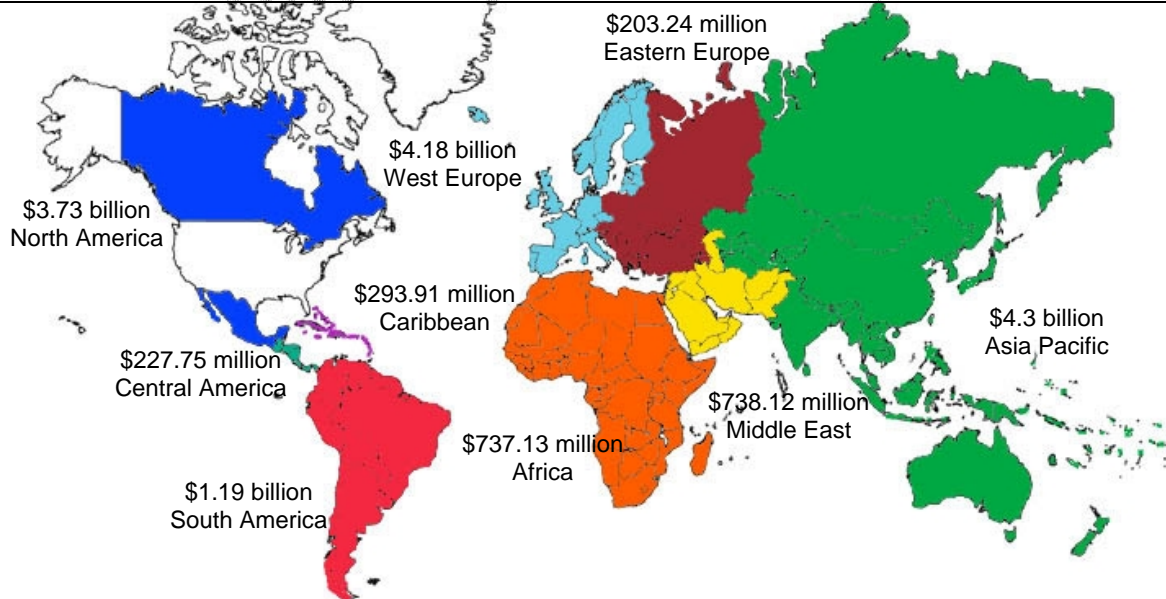 $203.24 million
Eastern Europe
$4.18 billion
West Europe
$3.73 billion
North America
$293.91 million
Caribbean
$4.3 billion
Asia Pacific
$227.75 million
Central America
$738.12 million
Middle East
$737.13 million
Africa
$1.19 billion
South America